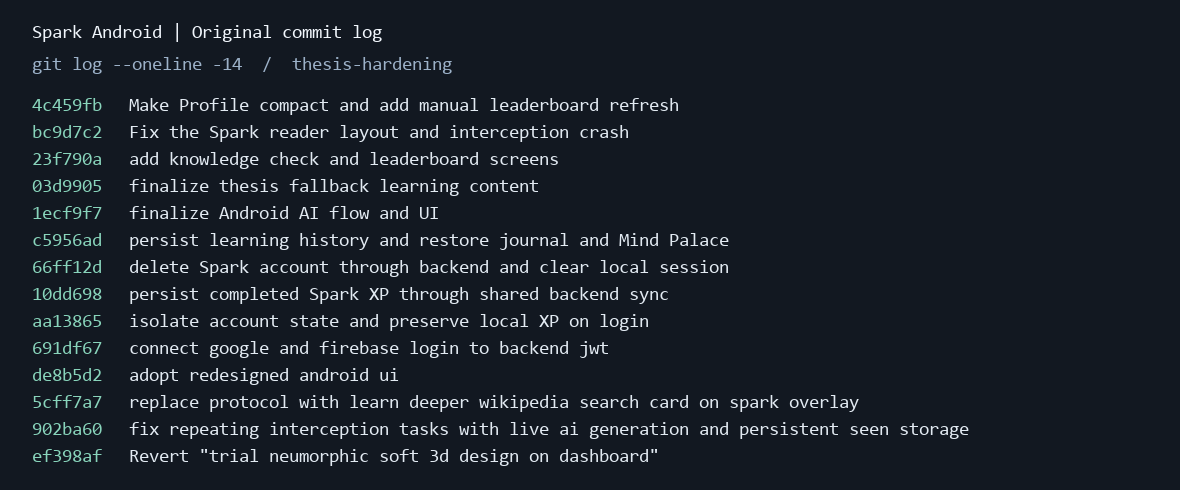 Spark Android | Original commit log
git log --oneline -14 / thesis-hardening
4c459fb Make Profile compact and add manual leaderboard refresh
bc9d7c2 Fix the Spark reader layout and interception crash
23f790a add knowledge check and leaderboard screens
03d9905 finalize thesis fallback learning content
1ecf9f7 finalize Android AI flow and UI
c5956ad persist learning history and restore journal and Mind Palace
66ff12d delete Spark account through backend and clear local session
10dd698 persist completed Spark XP through shared backend sync
aa13865 isolate account state and preserve local XP on login
691df67 connect google and firebase login to backend jwt
de8b5d2 adopt redesigned android ui
5cff7a7 replace protocol with learn deeper wikipedia search card on spark overlay
902ba60 fix repeating interception tasks with live ai generation and persistent seen storage
ef398af Revert "trial neumorphic soft 3d design on dashboard"